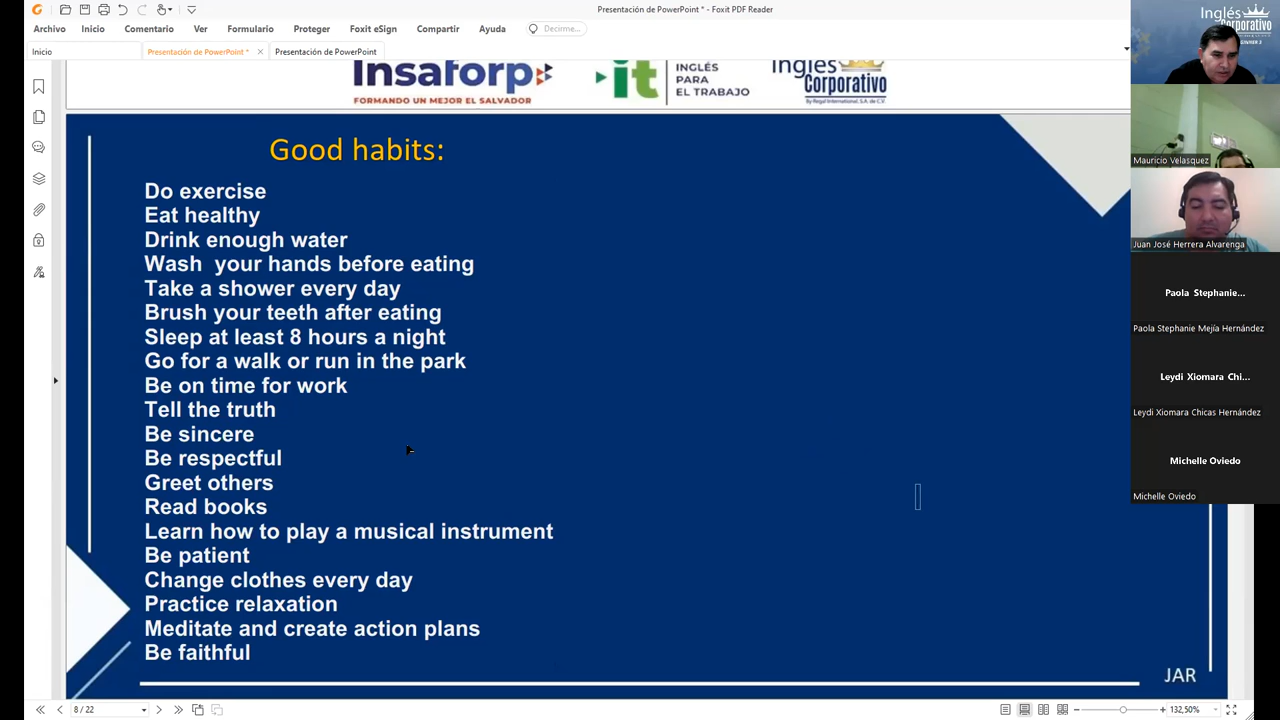 Presentación de PowerPoint * - Foxit PDF Reader
Archivo Inicio Comentario Ver Formulario Proteger Foxit eSign Compartir Ayuda Decirme...
Inicio Presentación de PowerPoint * Presentación de PowerPoint
Insaforp
FORMANDO UN MEJOR EL SALVADOR
it
INGLÉS
PARA
EL TRABAJO
Inglés
Corporativo
By Regal International, S.A. de C.V.
Good habits:
Do exercise
Eat healthy
Drink enough water
Wash  your hands before eating
Take a shower every day
Brush your teeth after eating
Sleep at least 8 hours a night
Go for a walk or run in the park
Be on time for work
Tell the truth
Be sincere
Be respectful
Greet others
Read books
Learn how to play a musical instrument
Be patient
Change clothes every day
Practice relaxation
Meditate and create action plans
Be faithful
JAR
8 / 22
132,50%
Inglés
Corporativo
Mauricio Velasquez
Juan José Herrera Alvarenga
Paola Stephanie...
Paola Stephanie Mejía Hernández
Leydi Xiomara Chi...
Leydi Xiomara Chicas Hernández
Michelle Oviedo
Michelle Oviedo